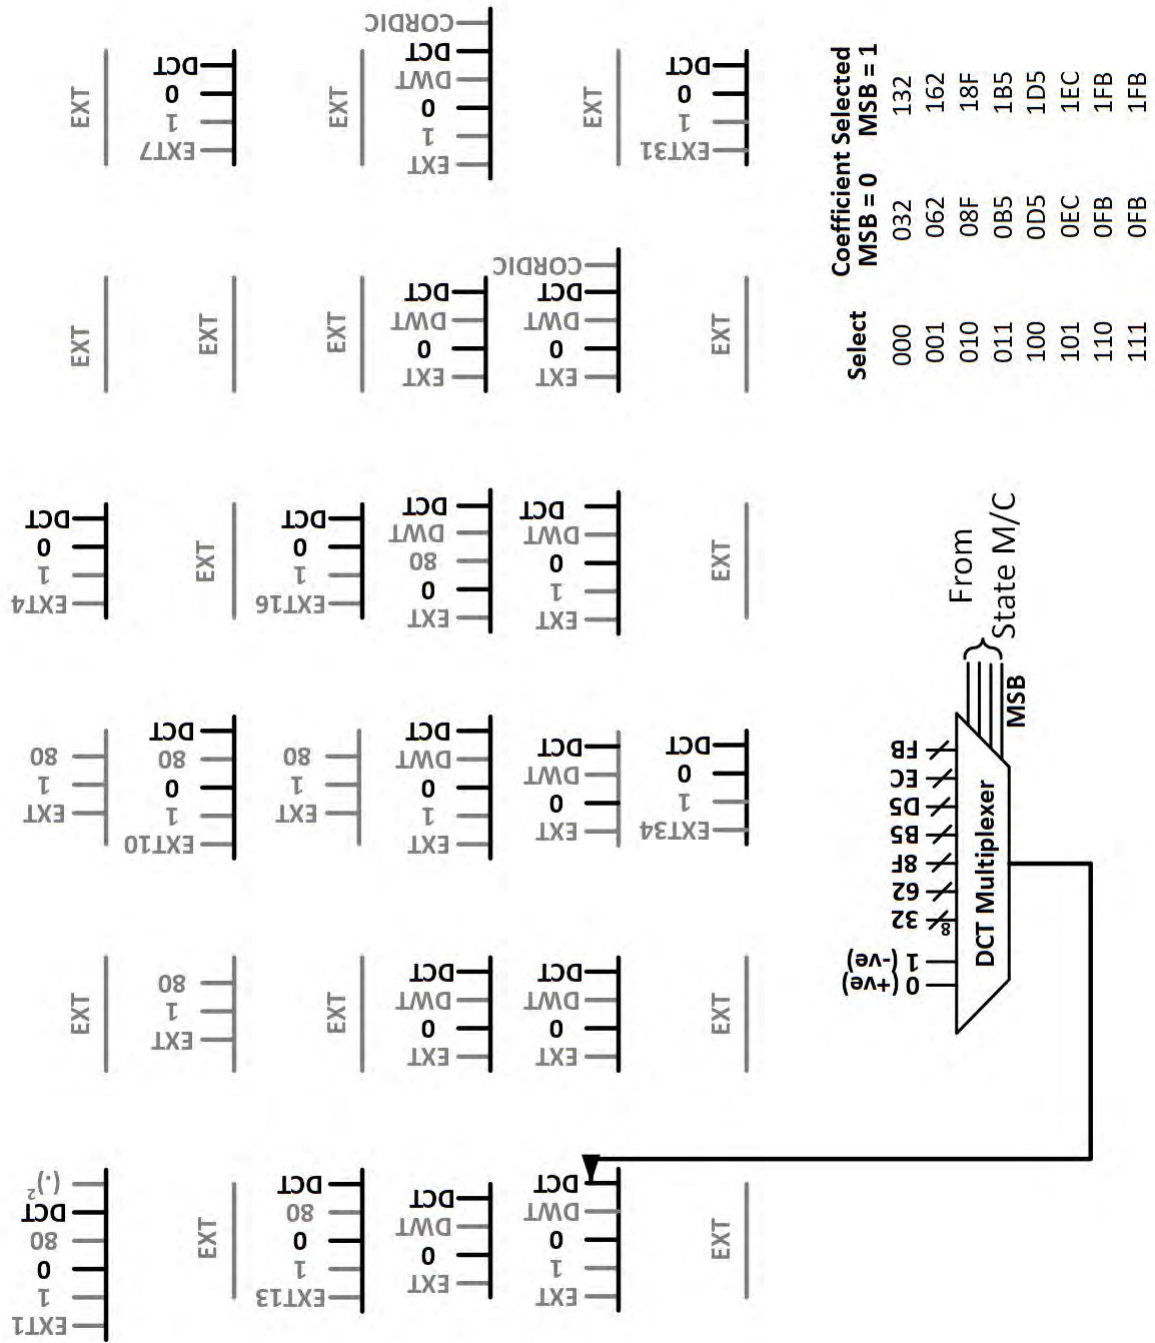 EXT1 1 0 80 DCT (.)²
EXT
EXT 1 80
EXT4 1 0 DCT
EXT
EXT
EXT
EXT 1 80
EXT10 1 0 80 DCT
EXT
EXT
EXT7 1 0 DCT
EXT13 1 0 80 DCT
EXT
EXT 1 80
EXT16 1 0 DCT
EXT
EXT
EXT 0 DWT DCT
EXT 0 DWT DCT
EXT 1 0 DWT DCT
EXT 0 80 DWT DCT
EXT 0 DWT DCT
EXT 1 0 DWT DCT CORDIC
EXT 1 0 DWT DCT
EXT 0 DWT DCT
EXT 0 DWT DCT
EXT 1 0 DWT DCT
EXT 0 DWT DCT CORDIC
EXT
EXT
EXT34 1 0 DCT
EXT
EXT
EXT31 1 0 DCT
0 (+ve)
1 (-ve)
32 62 8F B5 D5 EC FB
8
DCT Multiplexer
MSB
From
State M/C
Coefficient Selected
Select MSB = 0 MSB = 1
000 032 132
001 062 162
010 08F 18F
011 0B5 1B5
100 0D5 1D5
101 0EC 1EC
110 0FB 1FB
111 0FB 1FB